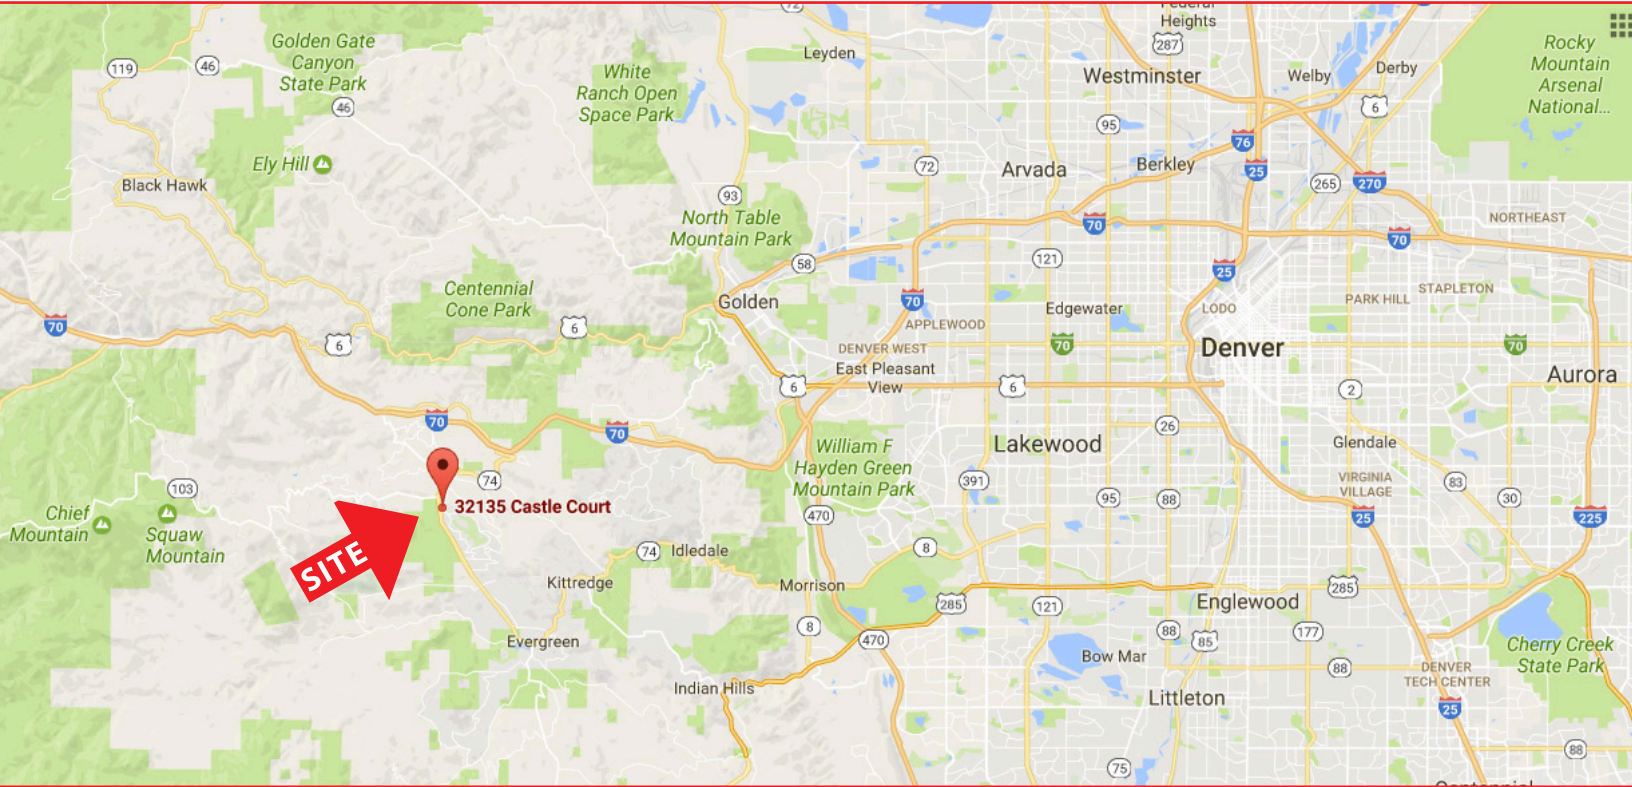 72
Federal
Heights
Golden Gate
Canyon
State Park
119
46
46
White
Ranch Open
Space Park
Leyden
287
Westminster
Welby
Derby
6
Rocky
Mountain
Arsenal
National...
95
76
25
Ely Hill
Black Hawk
93
72
Arvada
Berkley
265
270
North Table
Mountain Park
70
NORTHEAST
70
58
121
25
Centennial
Cone Park
Golden
70
Edgewater
LODO
PARK HILL
STAPLETON
70
6
6
APPLEWOOD
DENVER WEST
70
Denver
70
East Pleasant
View
6
6
2
Aurora
70
70
26
William F
Hayden Green
Mountain Park
Lakewood
Glendale
74
103
391
95
88
VIRGINIA
VILLAGE
83
30
32135 Castle Court
Chief
Mountain
Squaw
Mountain
470
25
225
SITE
74
Idledale
8
Kittredge
Morrison
285
121
Englewood
285
8
470
88
85
177
Evergreen
Bow Mar
88
Cherry Creek
State Park
DENVER
TECH CENTER
Indian Hills
Littleton
25
75
88
Centennial